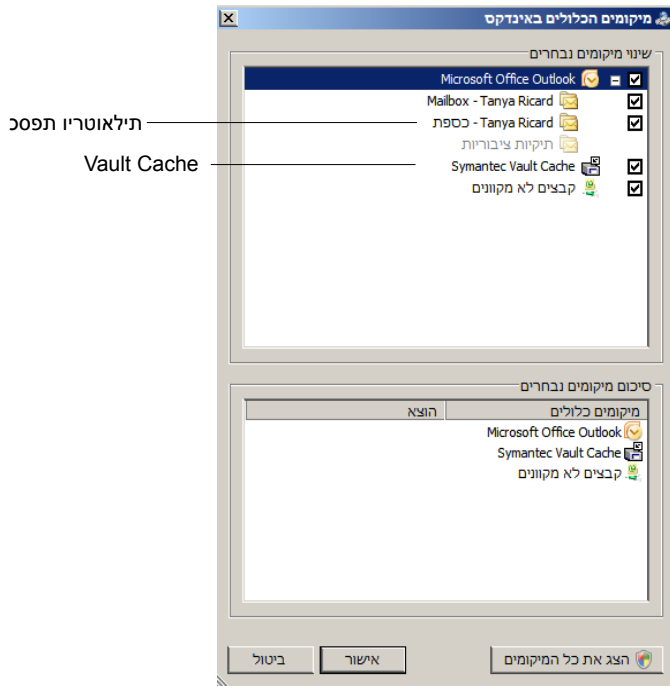 מיקומים הכלולים באינדקס
שינוי מיקומים נבחרים
Microsoft Office Outlook
Mailbox - Tanya Ricard
כספת - Tanya Ricard
תיקיות ציבוריות
Symantec Vault Cache
קבצים לא מקוונים
תילאוטריו תפסכ
Vault Cache
סיכום מיקומים נבחרים
מיקומים כלולים הוצא
Microsoft Office Outlook
Symantec Vault Cache
קבצים לא מקוונים
הצג את כל המיקומים אישור ביטול